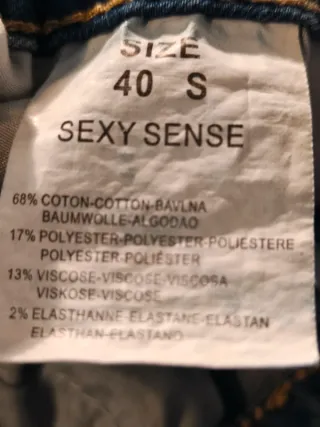 SIZE
40 S
SEXY SENSE
68% COTON-COTTON-BAVLNA
BAUMWOLLE-ALGODAO
17% POLYESTER-POLYESTER-POLIESTERE
POLYESTER-POLIÉSTER
13% VISCOSE-VISCOSE-VISCOSA
VISKOSE-VISCOSE
2% ELASTHANNE-ELASTANE-ELASTAN
ELASTHAN-ELASTANO